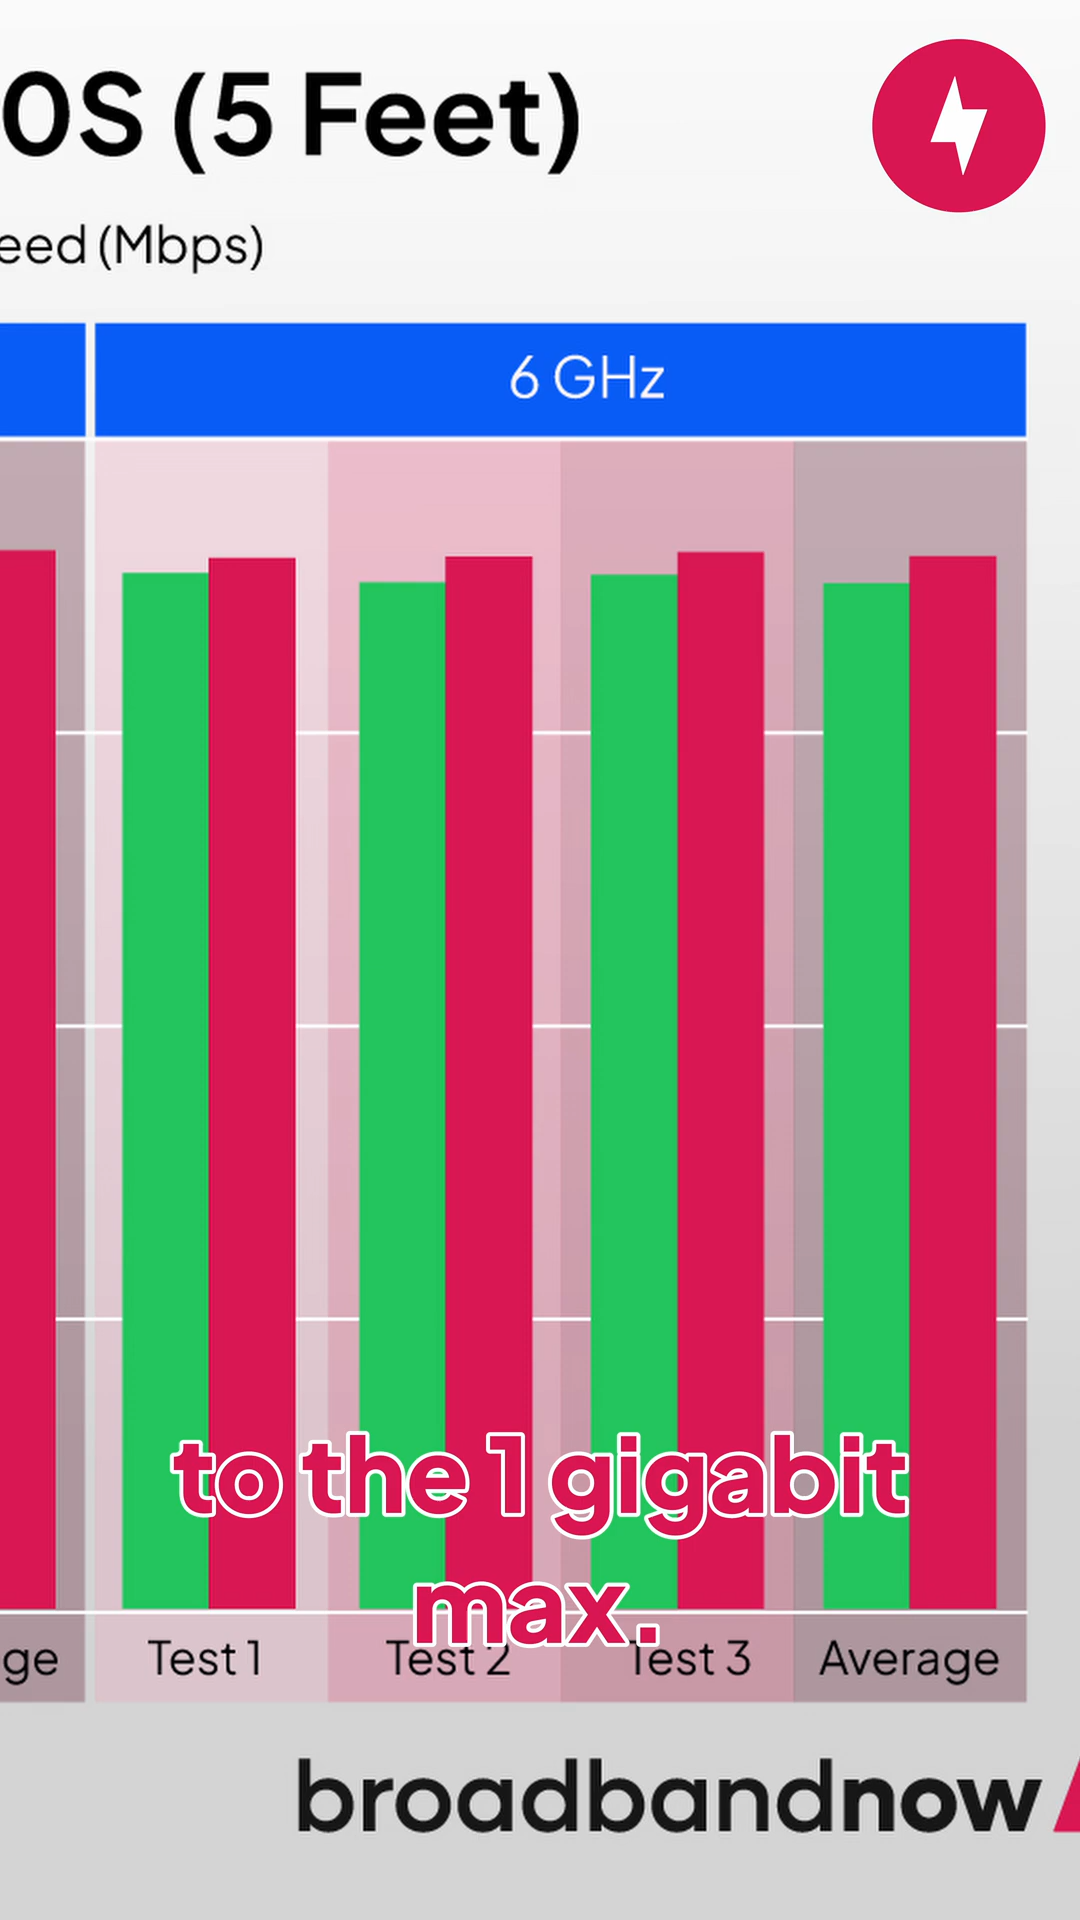 OS (5 Feet)
eed (Mbps)
6 GHz
to the 1 gigabit
max.
ge Test 1 Test 2 Test 3 Average
broadbandnow